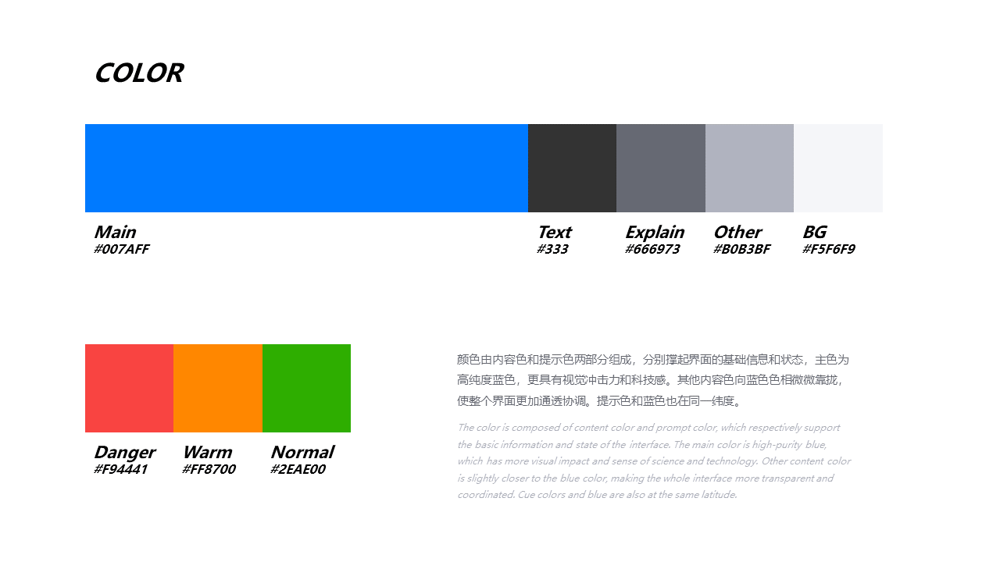 COLOR
Main
#007AFF
Text
#333
Explain
#666973
Other
#B0B3BF
BG
#F5F6F9
Danger
#F94441
Warm
#FF8700
Normal
#2EAE00
颜色由内容色和提示色两部分组成，分别撑起界面的基础信息和状态，主色为
高纯度蓝色，更具有视觉冲击力和科技感。其他内容色向蓝色色相微微靠拢，
使整个界面更加通透协调。提示色和蓝色也在同一纬度。
The color is composed of content color and prompt color, which respectively support
the basic information and state of the interface. The main color is high-purity blue,
which has more visual impact and sense of science and technology. Other content color
is slightly closer to the blue color, making the whole interface more transparent and
coordinated. Cue colors and blue are also at the same latitude.